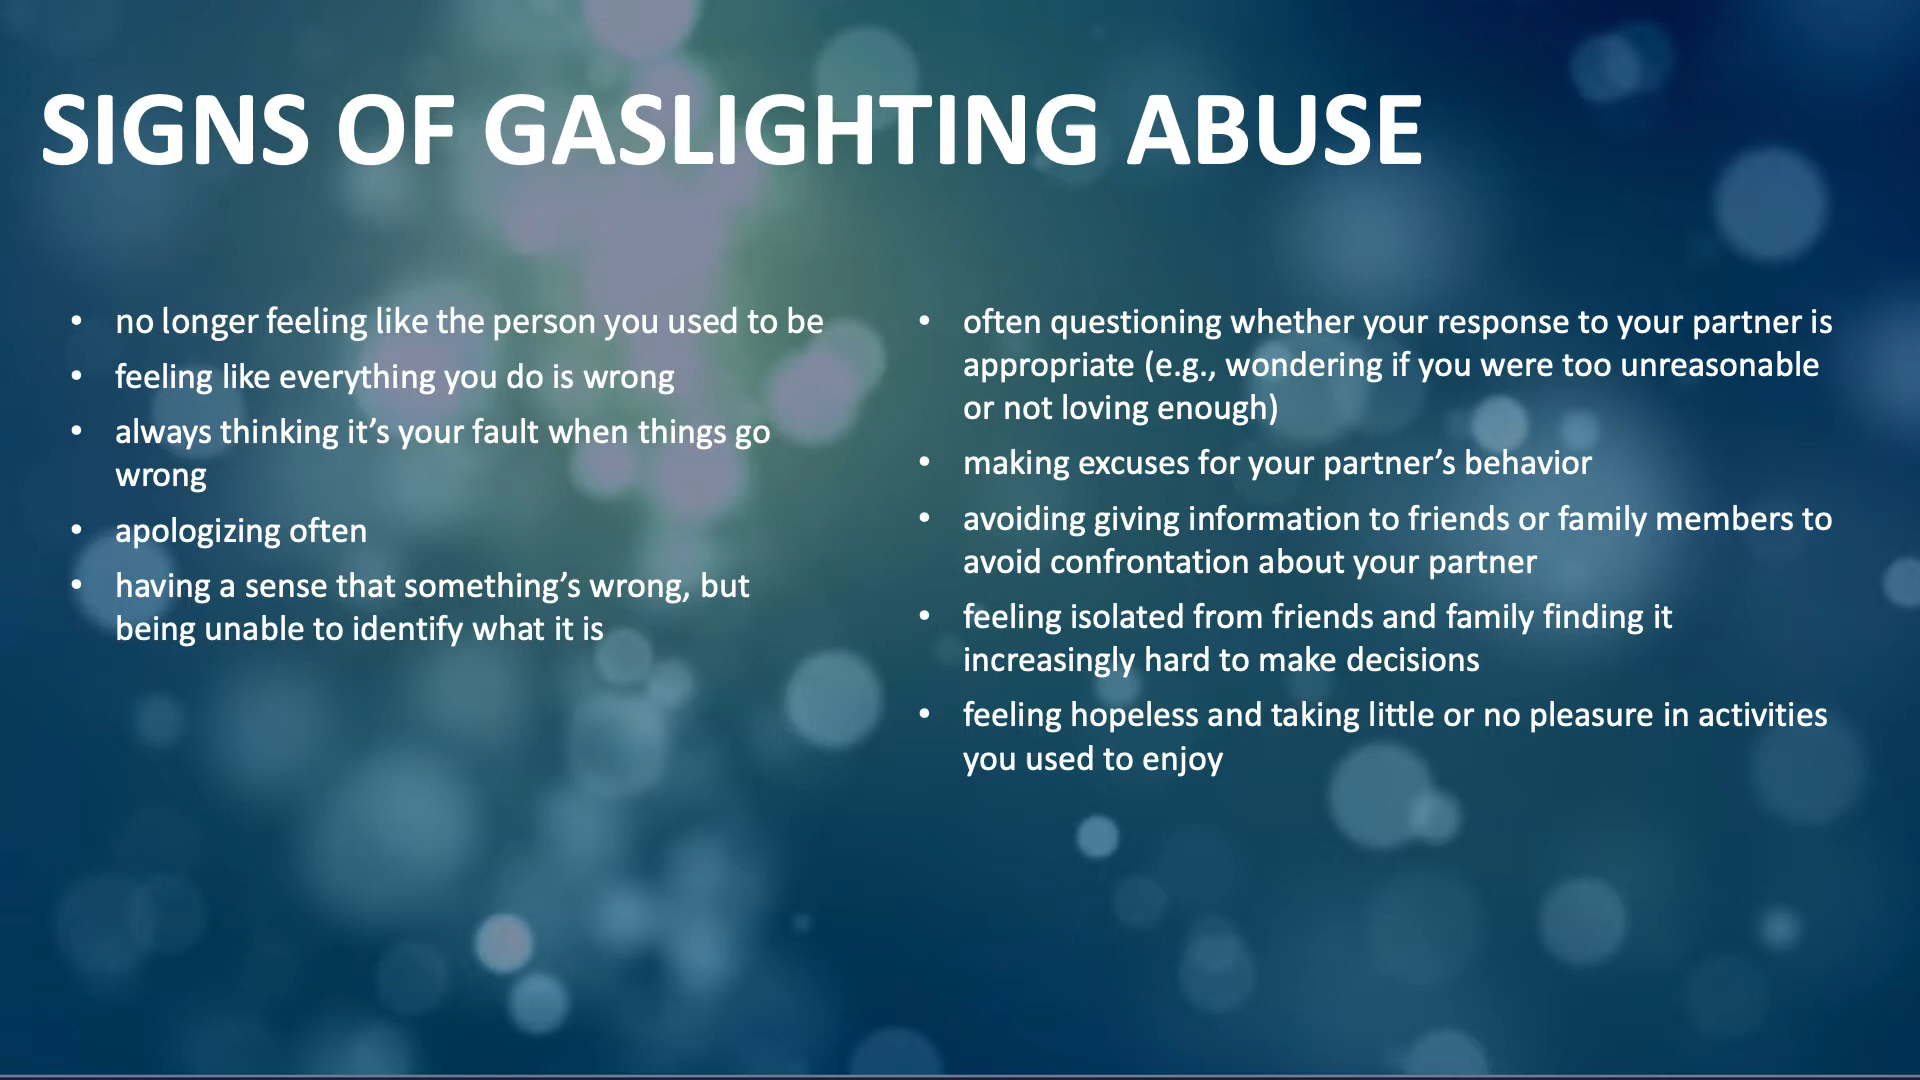 SIGNS OF GASLIGHTING ABUSE
• no longer feeling like the person you used to be
• feeling like everything you do is wrong
• always thinking it’s your fault when things go
wrong
• apologizing often
• having a sense that something’s wrong, but
being unable to identify what it is
• often questioning whether your response to your partner is
appropriate (e.g., wondering if you were too unreasonable
or not loving enough)
• making excuses for your partner’s behavior
• avoiding giving information to friends or family members to
avoid confrontation about your partner
• feeling isolated from friends and family finding it
increasingly hard to make decisions
• feeling hopeless and taking little or no pleasure in activities
you used to enjoy